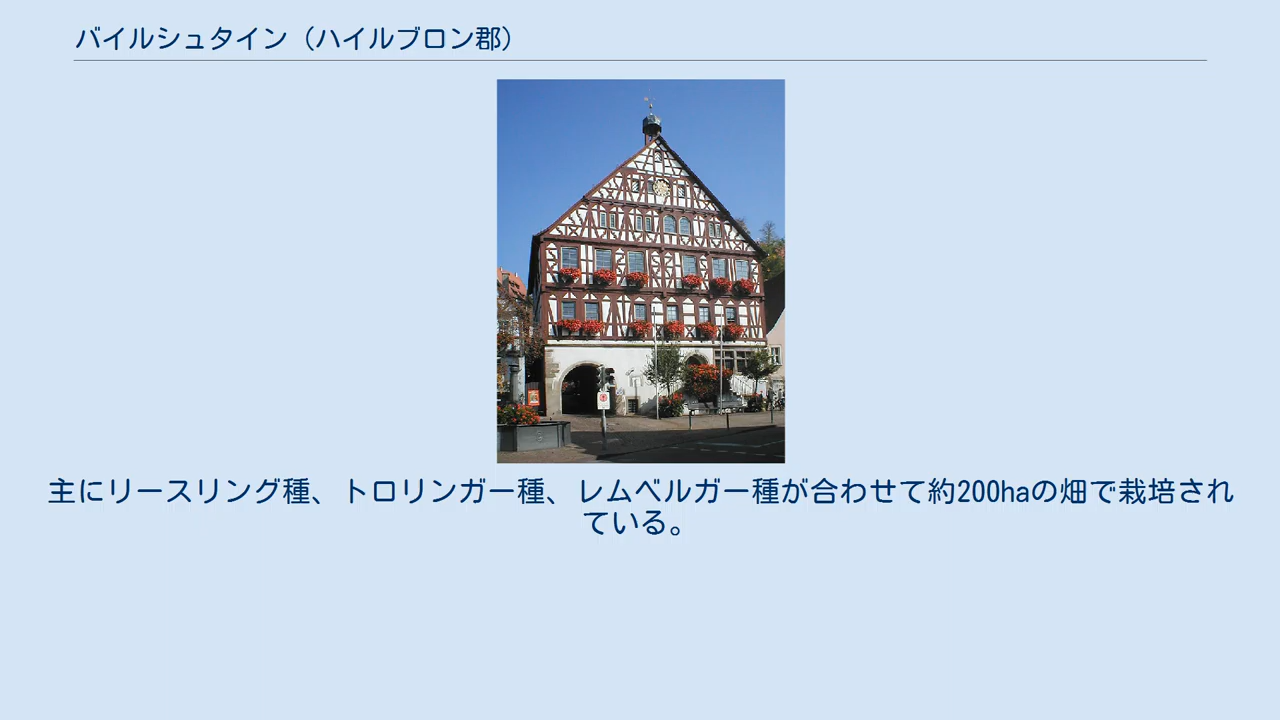 バイルシュタイン（ハイルブロン郡）
主にリースリング種、トロリンガー種、レムベルガー種が合わせて約200haの畑で栽培され
ている。